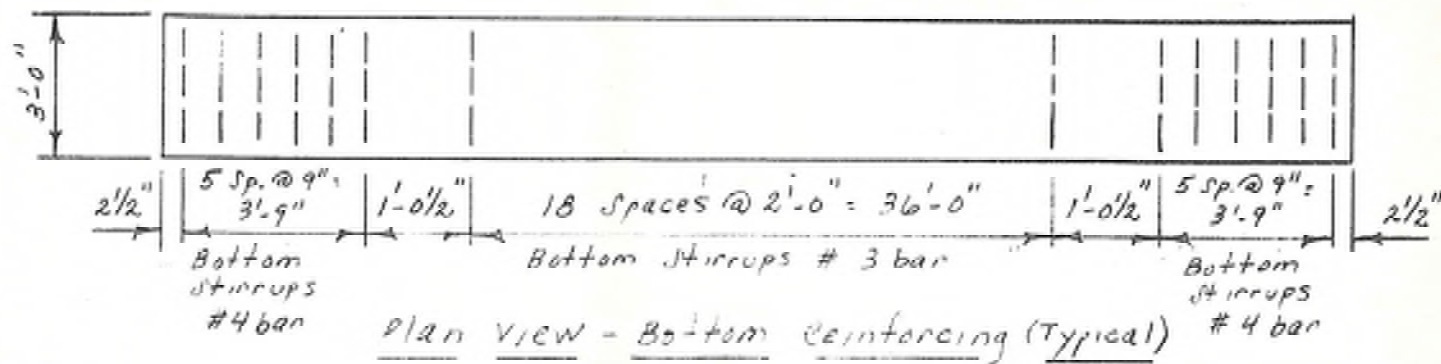 3'-0"
2½"
5 Sp. @ 9" =
3'-9"
1'-0½"
18 Spaces @ 2'-0" = 36'-0"
1'-0½"
5 Sp. @ 9" =
3'-9"
2½"
Bottom
Stirrups
#4 bar
Bottom Stirrups # 3 bar
Bottom
Stirrups
# 4 bar
Plan View - Bottom Reinforcing (Typical)